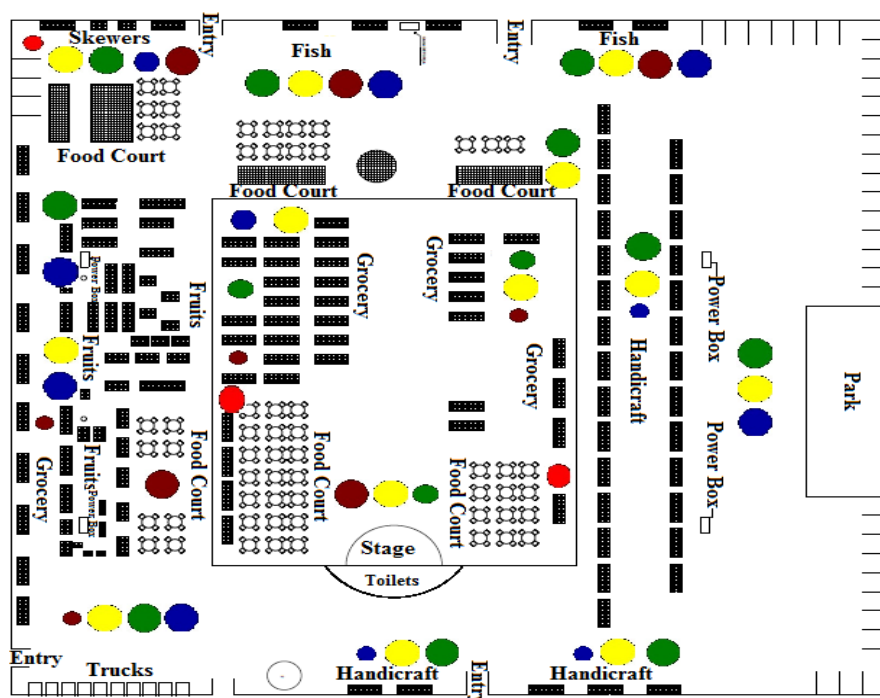 Skewers
Entry
Fish
Entry
Fish
Food Court
Food Court
Food Court
Power Box
Fruits
Grocery
Grocery
Power Box
Fruits
Grocery
Handicraft
Park
Grocery
Fruits
Power Box
Food Court
Food Court
Food Court
Power Box
Stage
Toilets
Entry
Trucks
Handicraft
Entry
Handicraft